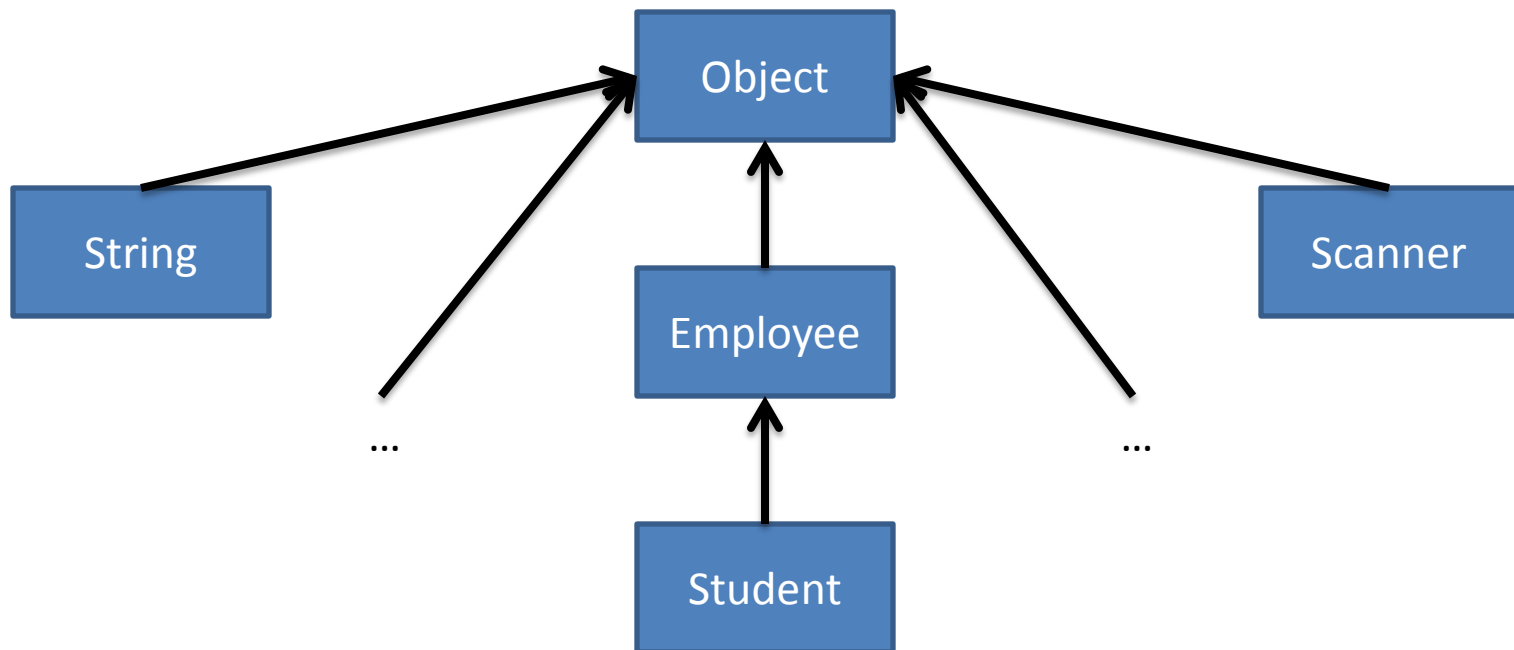 Object
String
Scanner
Employee
...
...
Student